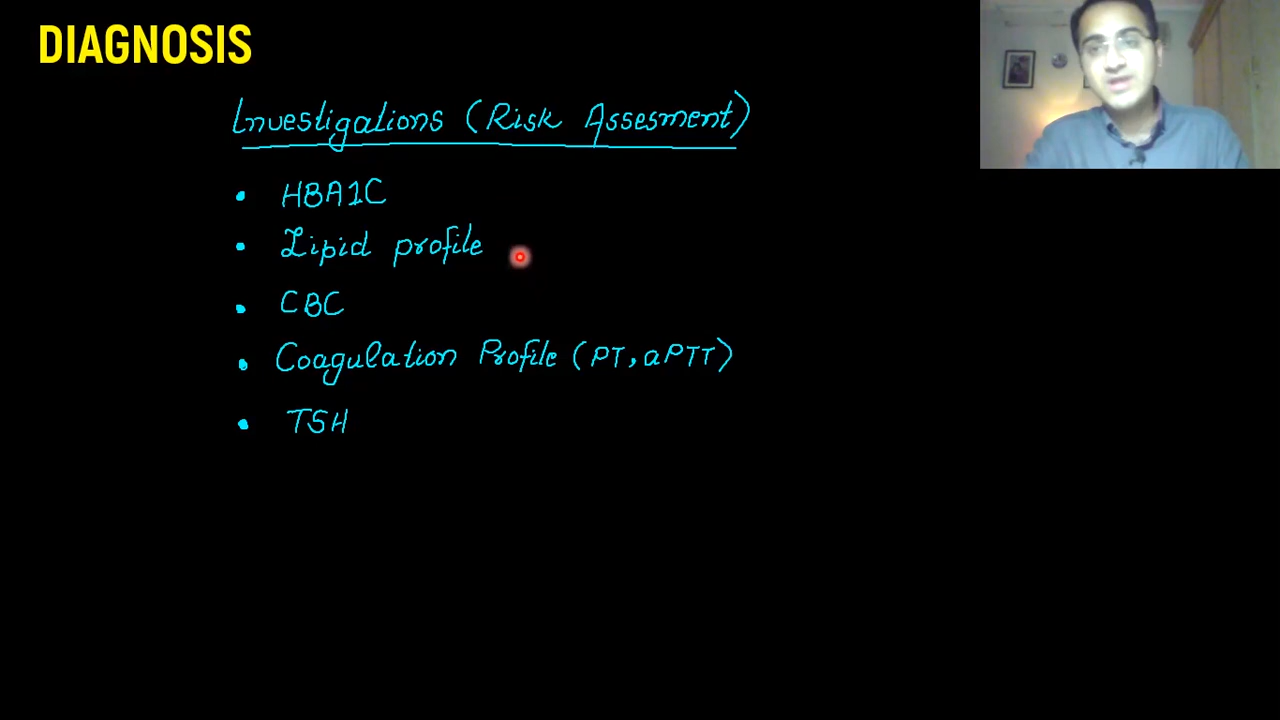 DIAGNOSIS
Investigations (Risk Assesment)
• HBA1C
• Lipid profile
• CBC
• Coagulation Profile (PT, aPTT)
• TSH